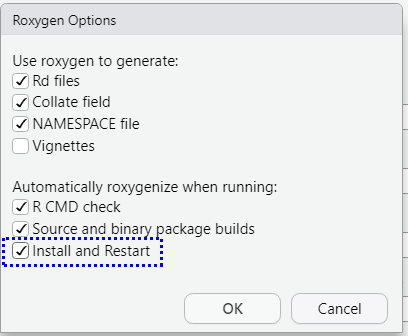 Roxygen Options
Use roxygen to generate:
Rd files
Collate field
NAMESPACE file
Vignettes
Automatically roxygenize when running:
R CMD check
Source and binary package builds
Install and Restart
OK
Cancel